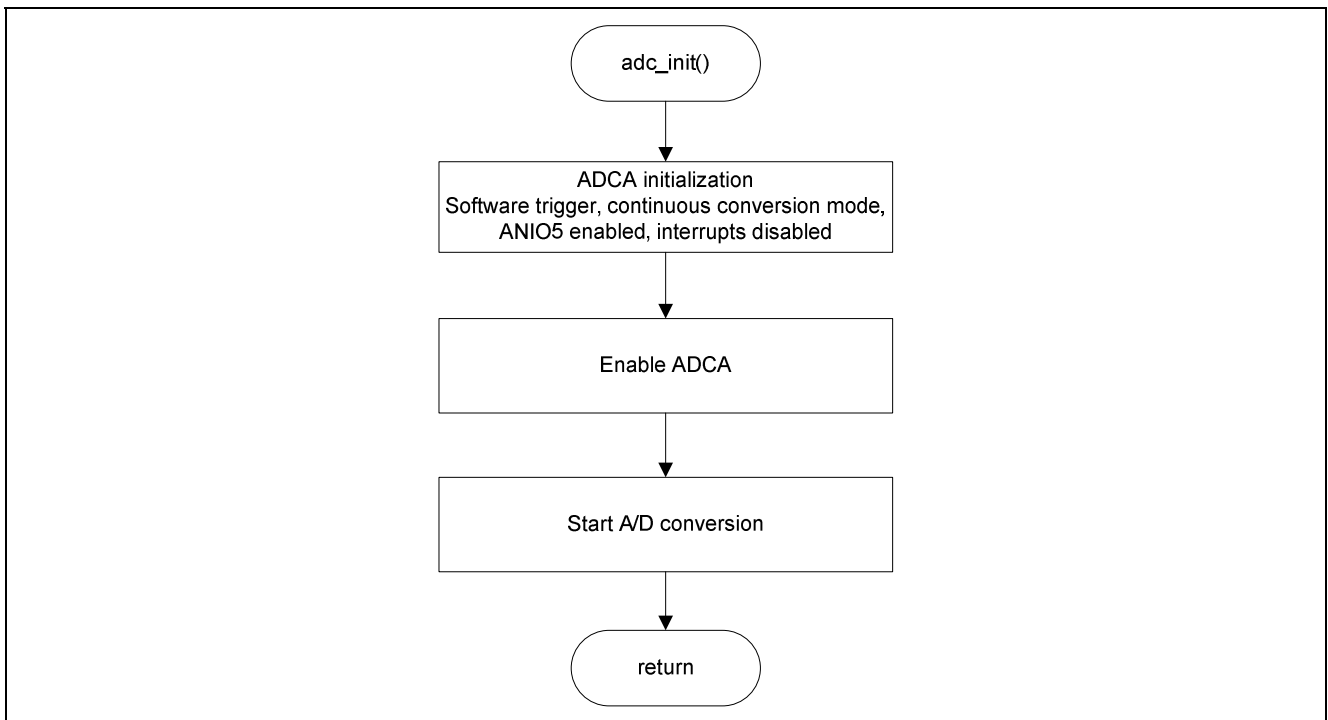 adc_init()
ADCA initialization
Software trigger, continuous conversion mode,
ANIO5 enabled, interrupts disabled
Enable ADCA
Start A/D conversion
return